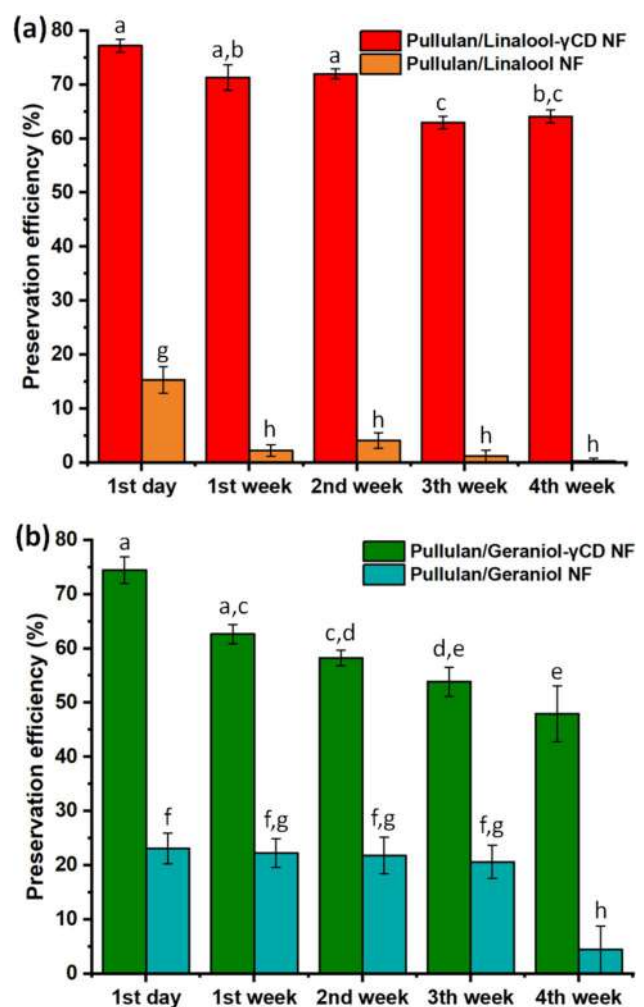 (a)
Pullulan/Linalool-γCD NF
Pullulan/Linalool NF
Preservation efficiency (%)
80
70
60
50
40
30
20
10
0
a
a,b
a
c
b,c
g
h
h
h
h
1st day
1st week
2nd week
3th week
4th week
(b)
Pullulan/Geraniol-γCD NF
Pullulan/Geraniol NF
Preservation efficiency (%)
80
70
60
50
40
30
20
10
0
a
a,c
c,d
d,e
e
f
f,g
f,g
f,g
h
1st day
1st week
2nd week
3th week
4th week